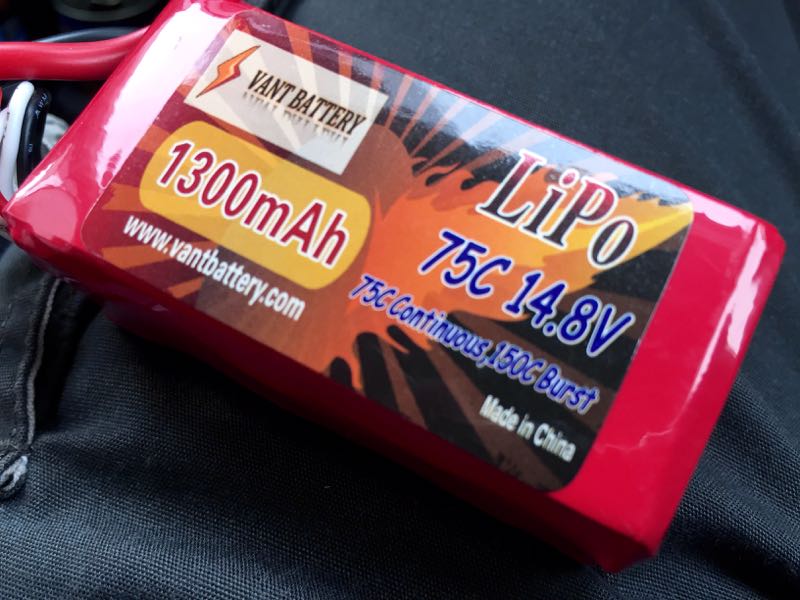 VANT BATTERY
1300mAh
www.vantbattery.com
LiPo
75C 14.8V
75C Continuous,150C Burst
Made in China